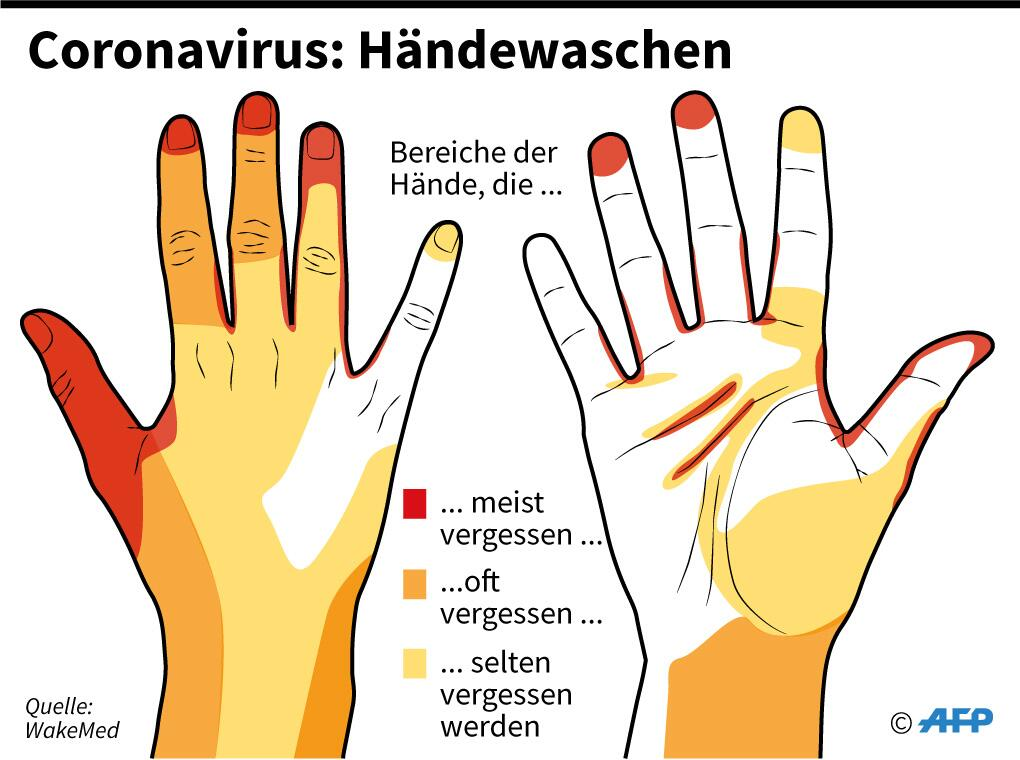 Coronavirus: Händewaschen
Bereiche der
Hände, die ...
... meist
vergessen ...
...oft
vergessen ...
... selten
vergessen
werden
Quelle:
WakeMed
© AFP